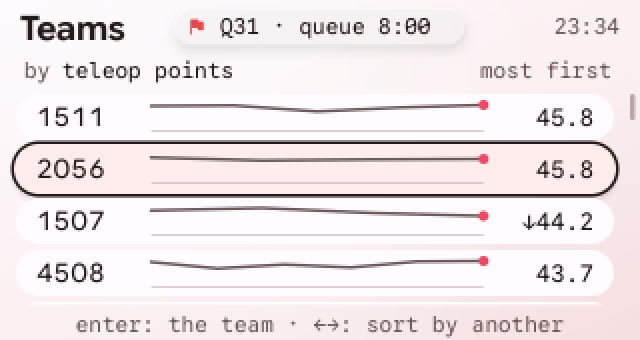 Teams
Q31 · queue 8:00
23:34
by teleop points
most first
1511 45.8
2056 45.8
1507 ↓44.2
4508 43.7
enter: the team · ↔: sort by another